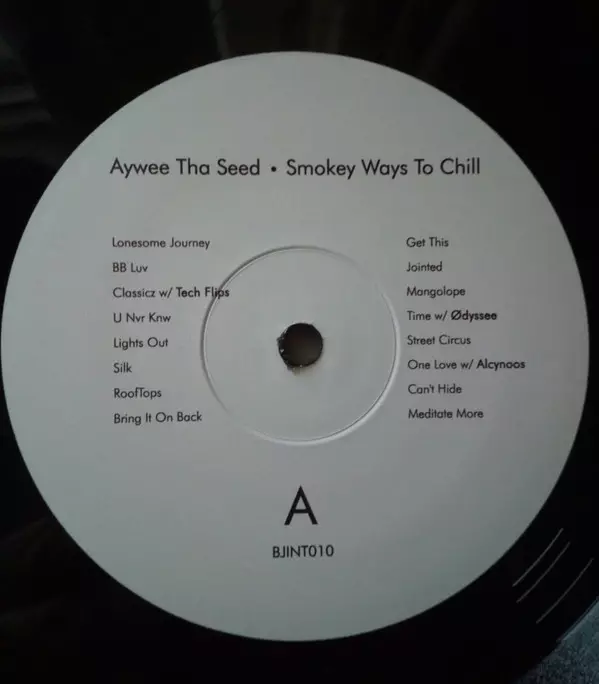 Aywee Tha Seed • Smokey Ways To Chill
Lonesome Journey
BB Luv
Classicz w/ Tech Flips
U Nvr Knw
Lights Out
Silk
RoofTops
Bring It On Back
Get This
Jointed
Mangolope
Time w/ Ødyssee
Street Circus
One Love w/ Alcynoos
Can't Hide
Meditate More
A
BJINT010